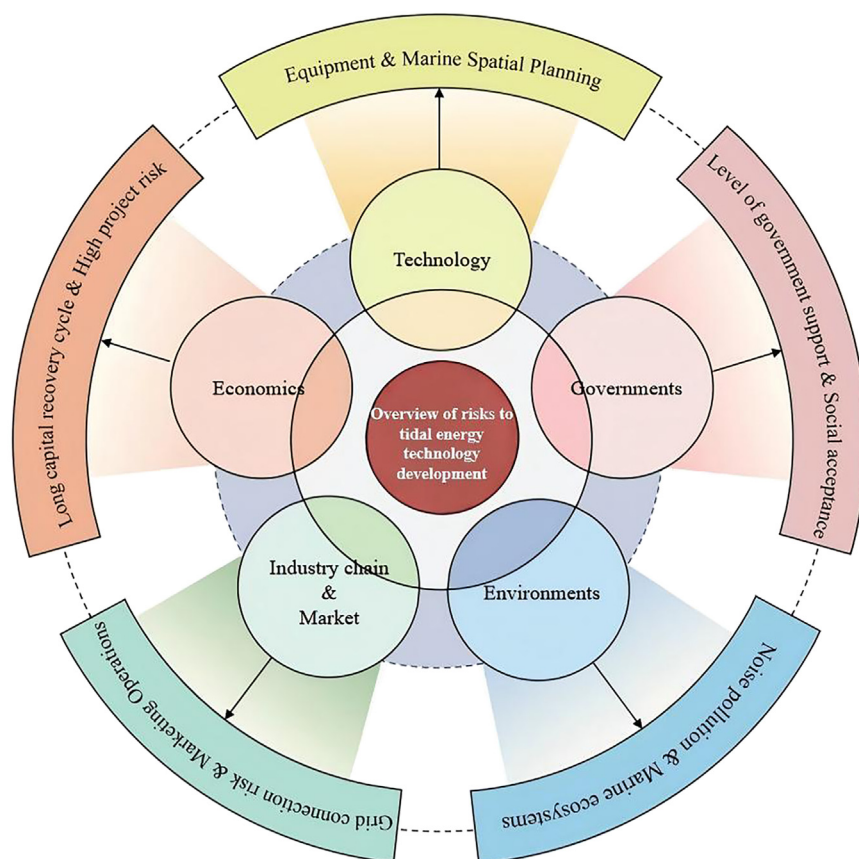 Equipment & Marine Spatial Planning
Technology
Level of government support & Social acceptance
Governments
Noise pollution & Marine ecosystems
Environments
Grid connection risk & Marketing Operations
Industry chain
&
Market
Long capital recovery cycle & High project risk
Economics
Overview of risks to
tidal energy
technology
development